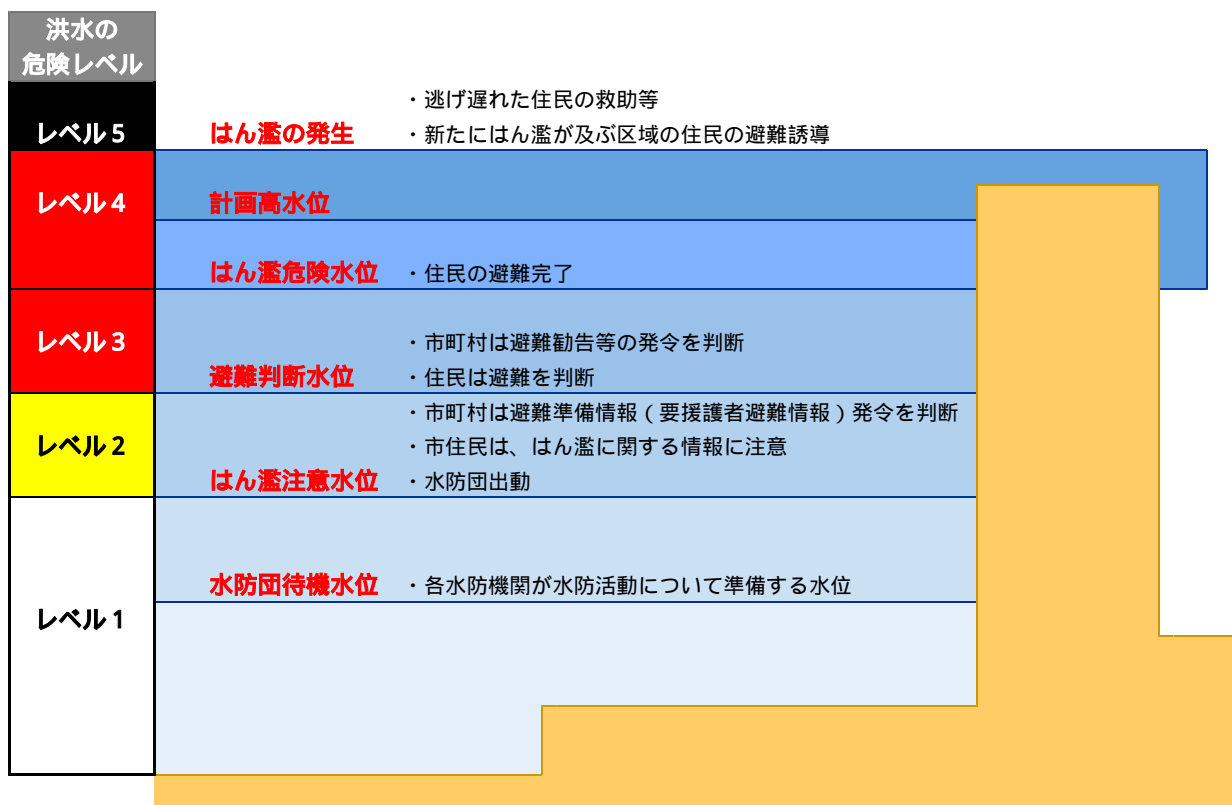 洪水の
危険レベル
・逃げ遅れた住民の救助等
レベル5 はん濫の発生 ・新たにはん濫が及ぶ区域の住民の避難誘導
レベル4 計画高水位
はん濫危険水位 ・住民の避難完了
レベル3 ・市町村は避難勧告等の発令を判断
避難判断水位 ・住民は避難を判断
・市町村は避難準備情報(要援護者避難情報)発令を判断
レベル2 ・市住民は、はん濫に関する情報に注意
はん濫注意水位 ・水防団出動
水防団待機水位 ・各水防機関が水防活動について準備する水位
レベル1